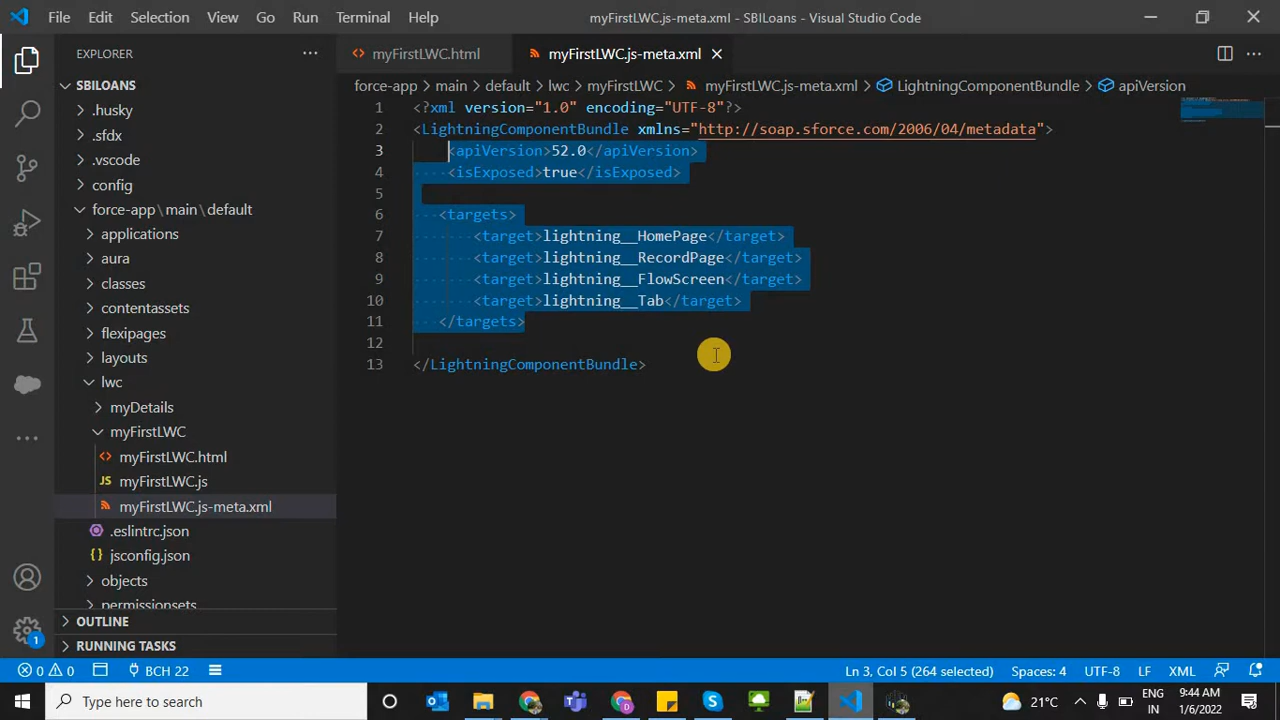 File Edit Selection View Go Run Terminal Help myFirstLWC.js-meta.xml - SBILoans - Visual Studio Code
EXPLORER
SBILOANS
.husky
.sfdx
.vscode
config
force-app\main\default
applications
aura
classes
contentassets
flexipages
layouts
lwc
myDetails
myFirstLWC
myFirstLWC.html
myFirstLWC.js
myFirstLWC.js-meta.xml
.eslintrc.json
jsconfig.json
objects
permissionsets
OUTLINE
RUNNING TASKS
myFirstLWC.html myFirstLWC.js-meta.xml
force-app > main > default > lwc > myFirstLWC > myFirstLWC.js-meta.xml > LightningComponentBundle > apiVersion
1 <?xml version="1.0" encoding="UTF-8"?>
2 <LightningComponentBundle xmlns="http://soap.sforce.com/2006/04/metadata">
3 <apiVersion>52.0</apiVersion>
4 <isExposed>true</isExposed>
5
6 <targets>
7 <target>lightning__HomePage</target>
8 <target>lightning__RecordPage</target>
9 <target>lightning__FlowScreen</target>
10 <target>lightning__Tab</target>
11 </targets>
12
13 </LightningComponentBundle>
1
0 0 BCH 22 Ln 3, Col 5 (264 selected) Spaces: 4 UTF-8 LF XML
Type here to search 21°C ENG 9:44 AM
IN 1/6/2022